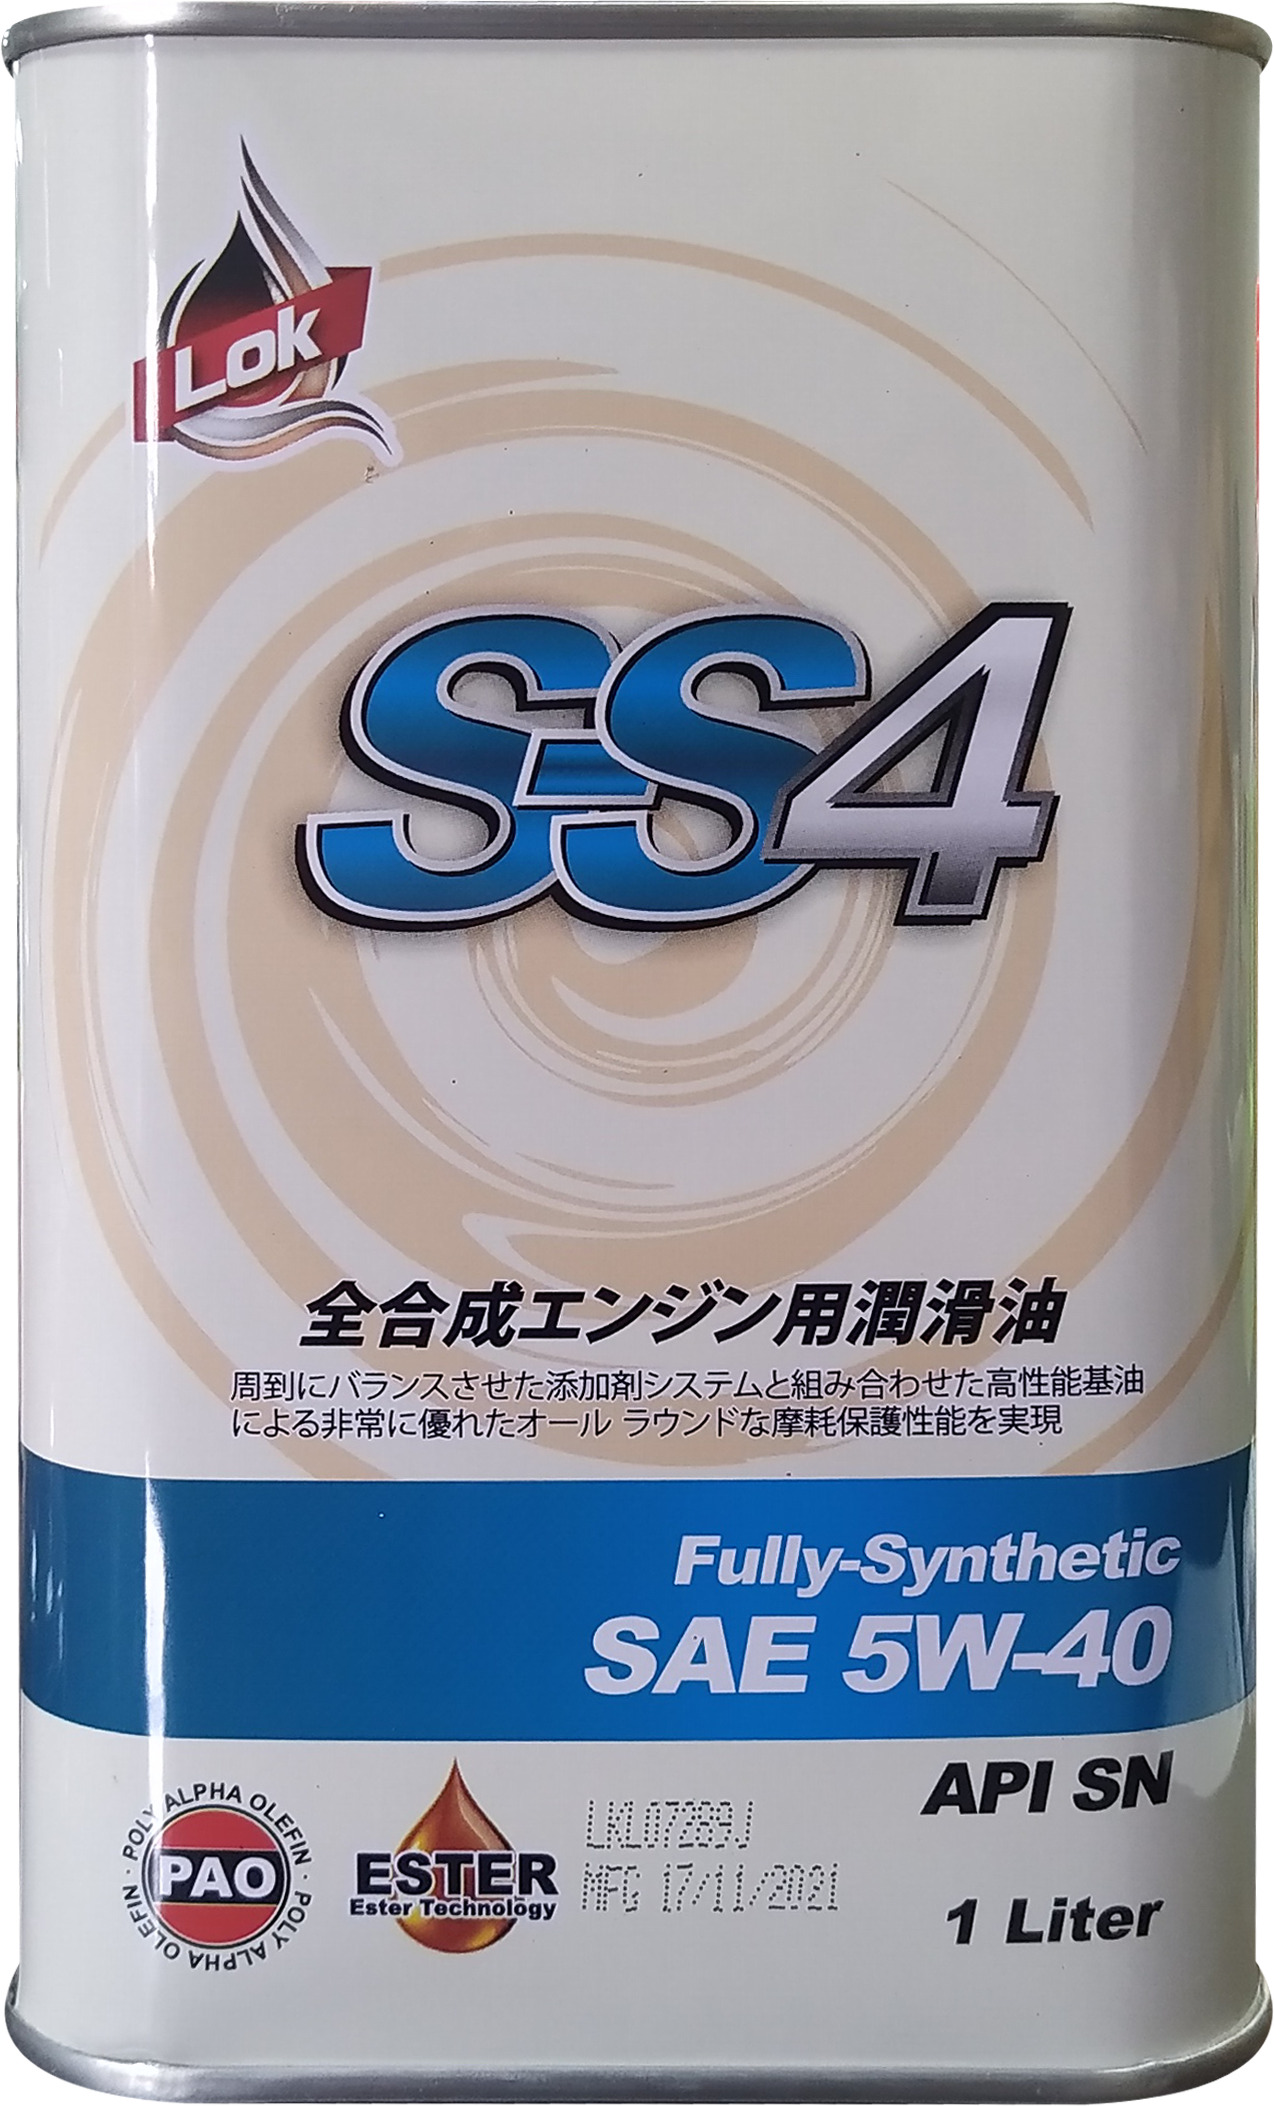 Lok
S-S4
全合成エンジン用潤滑油
周到にバランスさせた添加剤システムと組み合わせた高性能基油
による非常に優れたオール ラウンドな摩耗保護性能を実現
Fully-Synthetic
SAE 5W-40
API SN
1 Liter
POLY ALPHA OLEFIN · POLY ALPHA OLEFIN ·
PAO
ESTER
Ester Technology
LKL07289J
MFG 17/11/2021